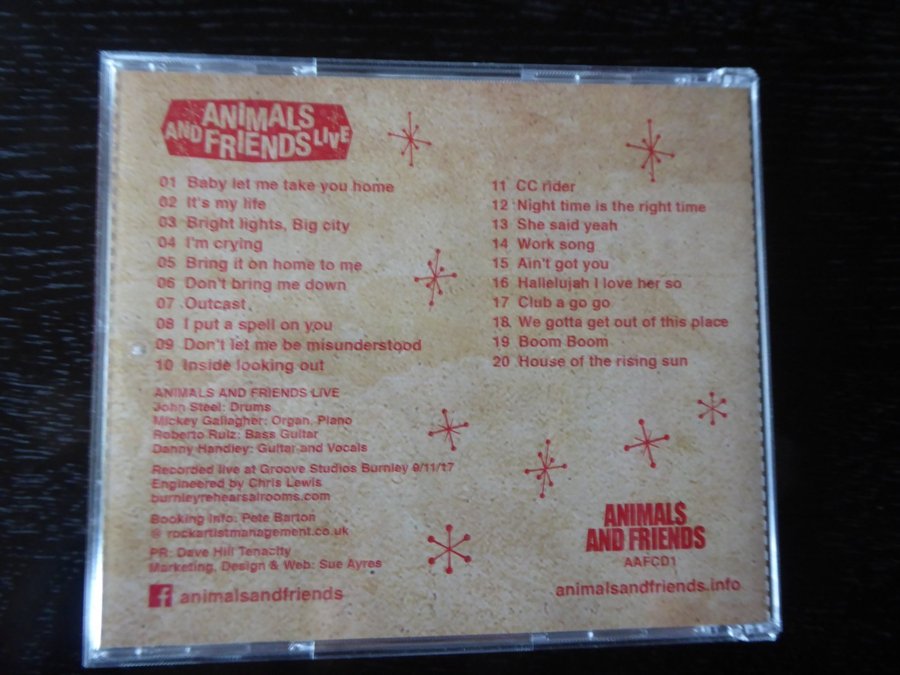 ANIMALS
AND FRIENDS LIVE
01 Baby let me take you home
02 It's my life
03 Bright lights, Big city
04 I'm crying
05 Bring it on home to me
06 Don't bring me down
07 Outcast
08 I put a spell on you
09 Don't let me be misunderstood
10 Inside looking out
11 CC rider
12 Night time is the right time
13 She said yeah
14 Work song
15 Ain't got you
16 Hallelujah I love her so
17 Club a go go
18 We gotta get out of this place
19 Boom Boom
20 House of the rising sun
ANIMALS AND FRIENDS LIVE
John Steel: Drums
Mickey Gallagher: Organ, Piano
Roberto Ruiz: Bass Guitar
Danny Handley: Guitar and Vocals
Recorded live at Groove Studios Burnley 9/11/17
Engineered by Chris Lewis
burnleyrehearsalrooms.com
Booking info: Pete Barton
@ rockartistmanagement.co.uk
PR: Dave Hill Tenacity
Marketing, Design & Web: Sue Ayres
f animalsandfriends
ANIMALS
AND FRIENDS
AAFCD1
animalsandfriends.info